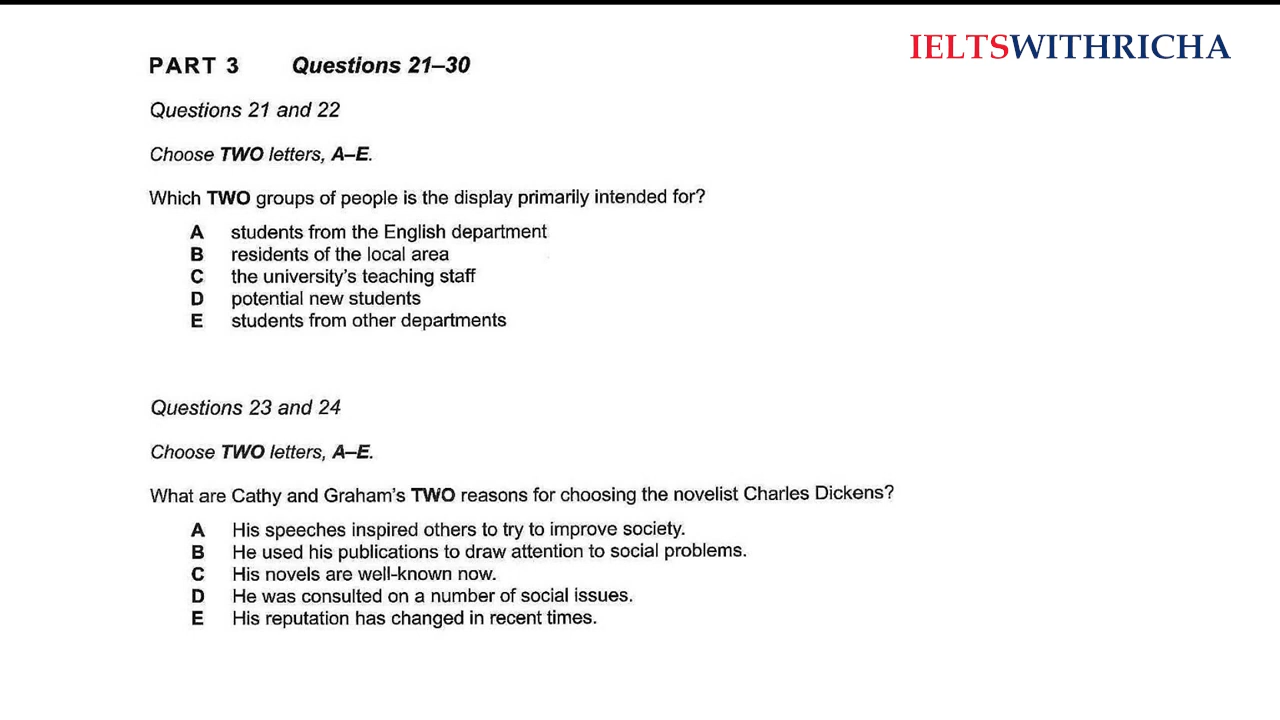 IELTSWITHRICHA
PART 3 Questions 21–30
Questions 21 and 22
Choose TWO letters, A–E.
Which TWO groups of people is the display primarily intended for?
A students from the English department
B residents of the local area
C the university's teaching staff
D potential new students
E students from other departments
Questions 23 and 24
Choose TWO letters, A–E.
What are Cathy and Graham's TWO reasons for choosing the novelist Charles Dickens?
A His speeches inspired others to try to improve society.
B He used his publications to draw attention to social problems.
C His novels are well-known now.
D He was consulted on a number of social issues.
E His reputation has changed in recent times.